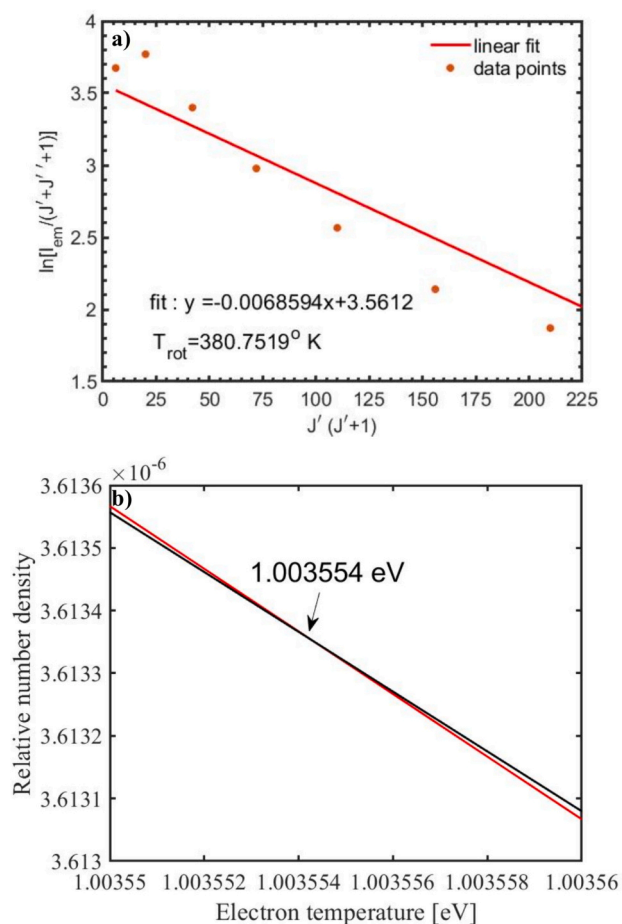 a)
4
3.5
3
2.5
2
1.5
ln[I_em/(J′+J′ ′+1)]
linear fit
data points
fit : y =-0.0068594x+3.5612
T_rot=380.7519° K
0 25 50 75 100 125 150 175 200 225
J′ (J′+1)
×10^-6
b)
3.6136
3.6135
3.6134
3.6133
3.6132
3.6131
3.613
Relative number density
1.003554 eV
1.00355 1.003552 1.003554 1.003556 1.003558 1.00356
Electron temperature [eV]